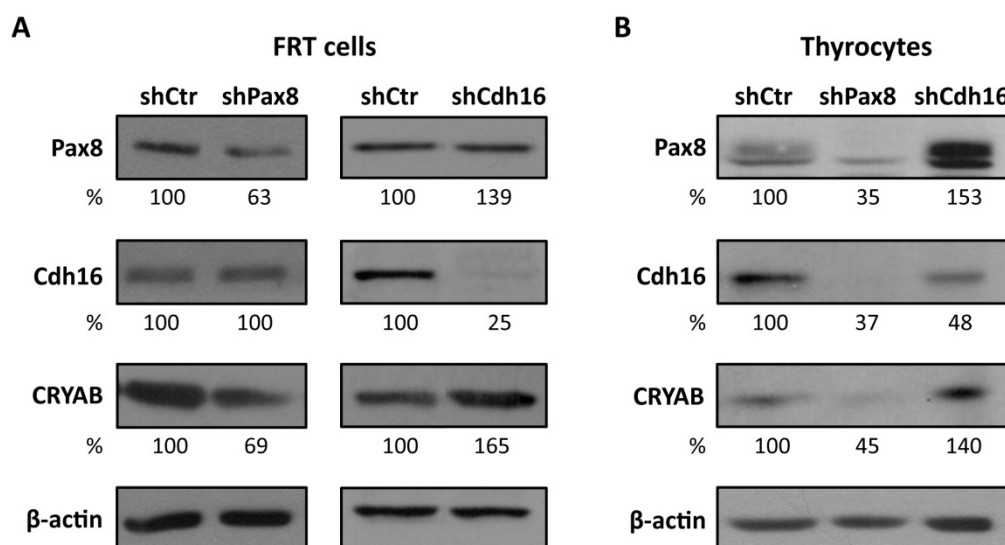 A
FRT cells
shCtr shPax8 shCtr shCdh16
Pax8
% 100 63 100 139
Cdh16
% 100 100 100 25
CRYAB
% 100 69 100 165
β-actin
B
Thyrocytes
shCtr shPax8 shCdh16
Pax8
% 100 35 153
Cdh16
% 100 37 48
CRYAB
% 100 45 140
β-actin